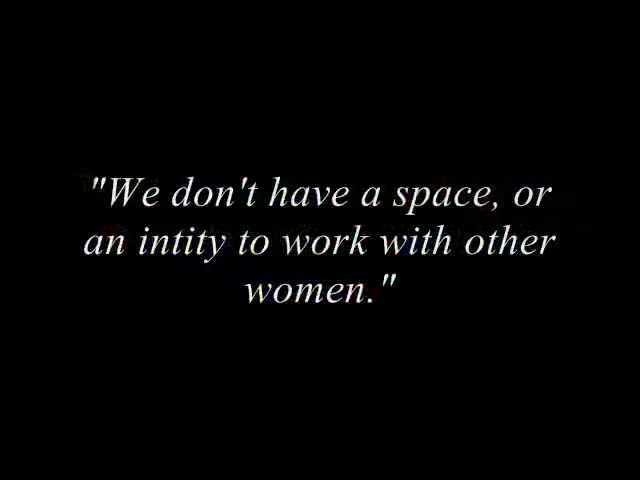 "We don't have a space, or
an intity to work with other
women."